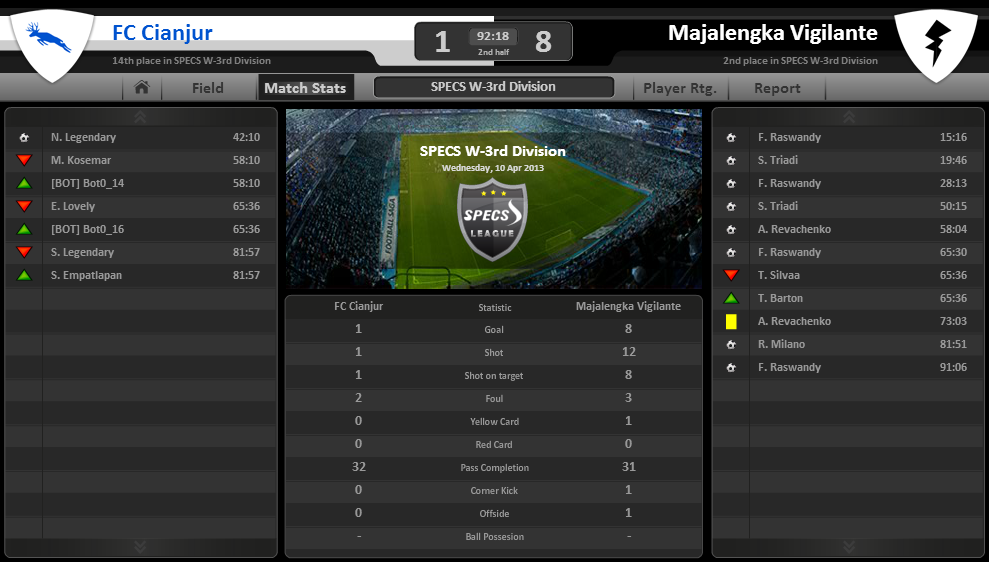 FC Cianjur
14th place in SPECS W-3rd Division
1
92:18
2nd half
8
Majalengka Vigilante
2nd place in SPECS W-3rd Division
Field
Match Stats
SPECS W-3rd Division
Player Rtg.
Report
N. Legendary 42:10
M. Kosemar 58:10
[BOT] Bot0_14 58:10
E. Lovely 65:36
[BOT] Bot0_16 65:36
S. Legendary 81:57
S. Empatlapan 81:57
SPECS W-3rd Division
Wednesday, 10 Apr 2013
SPECS
LEAGUE
FOOTBALLSAGA
FC Cianjur Statistic Majalengka Vigilante
1 Goal 8
1 Shot 12
1 Shot on target 8
2 Foul 3
0 Yellow Card 1
0 Red Card 0
32 Pass Completion 31
0 Corner Kick 1
0 Offside 1
- Ball Possesion -
F. Raswandy 15:16
S. Triadi 19:46
F. Raswandy 28:13
S. Triadi 50:15
A. Revachenko 58:04
F. Raswandy 65:30
T. Silvaa 65:36
T. Barton 65:36
A. Revachenko 73:03
R. Milano 81:51
F. Raswandy 91:06